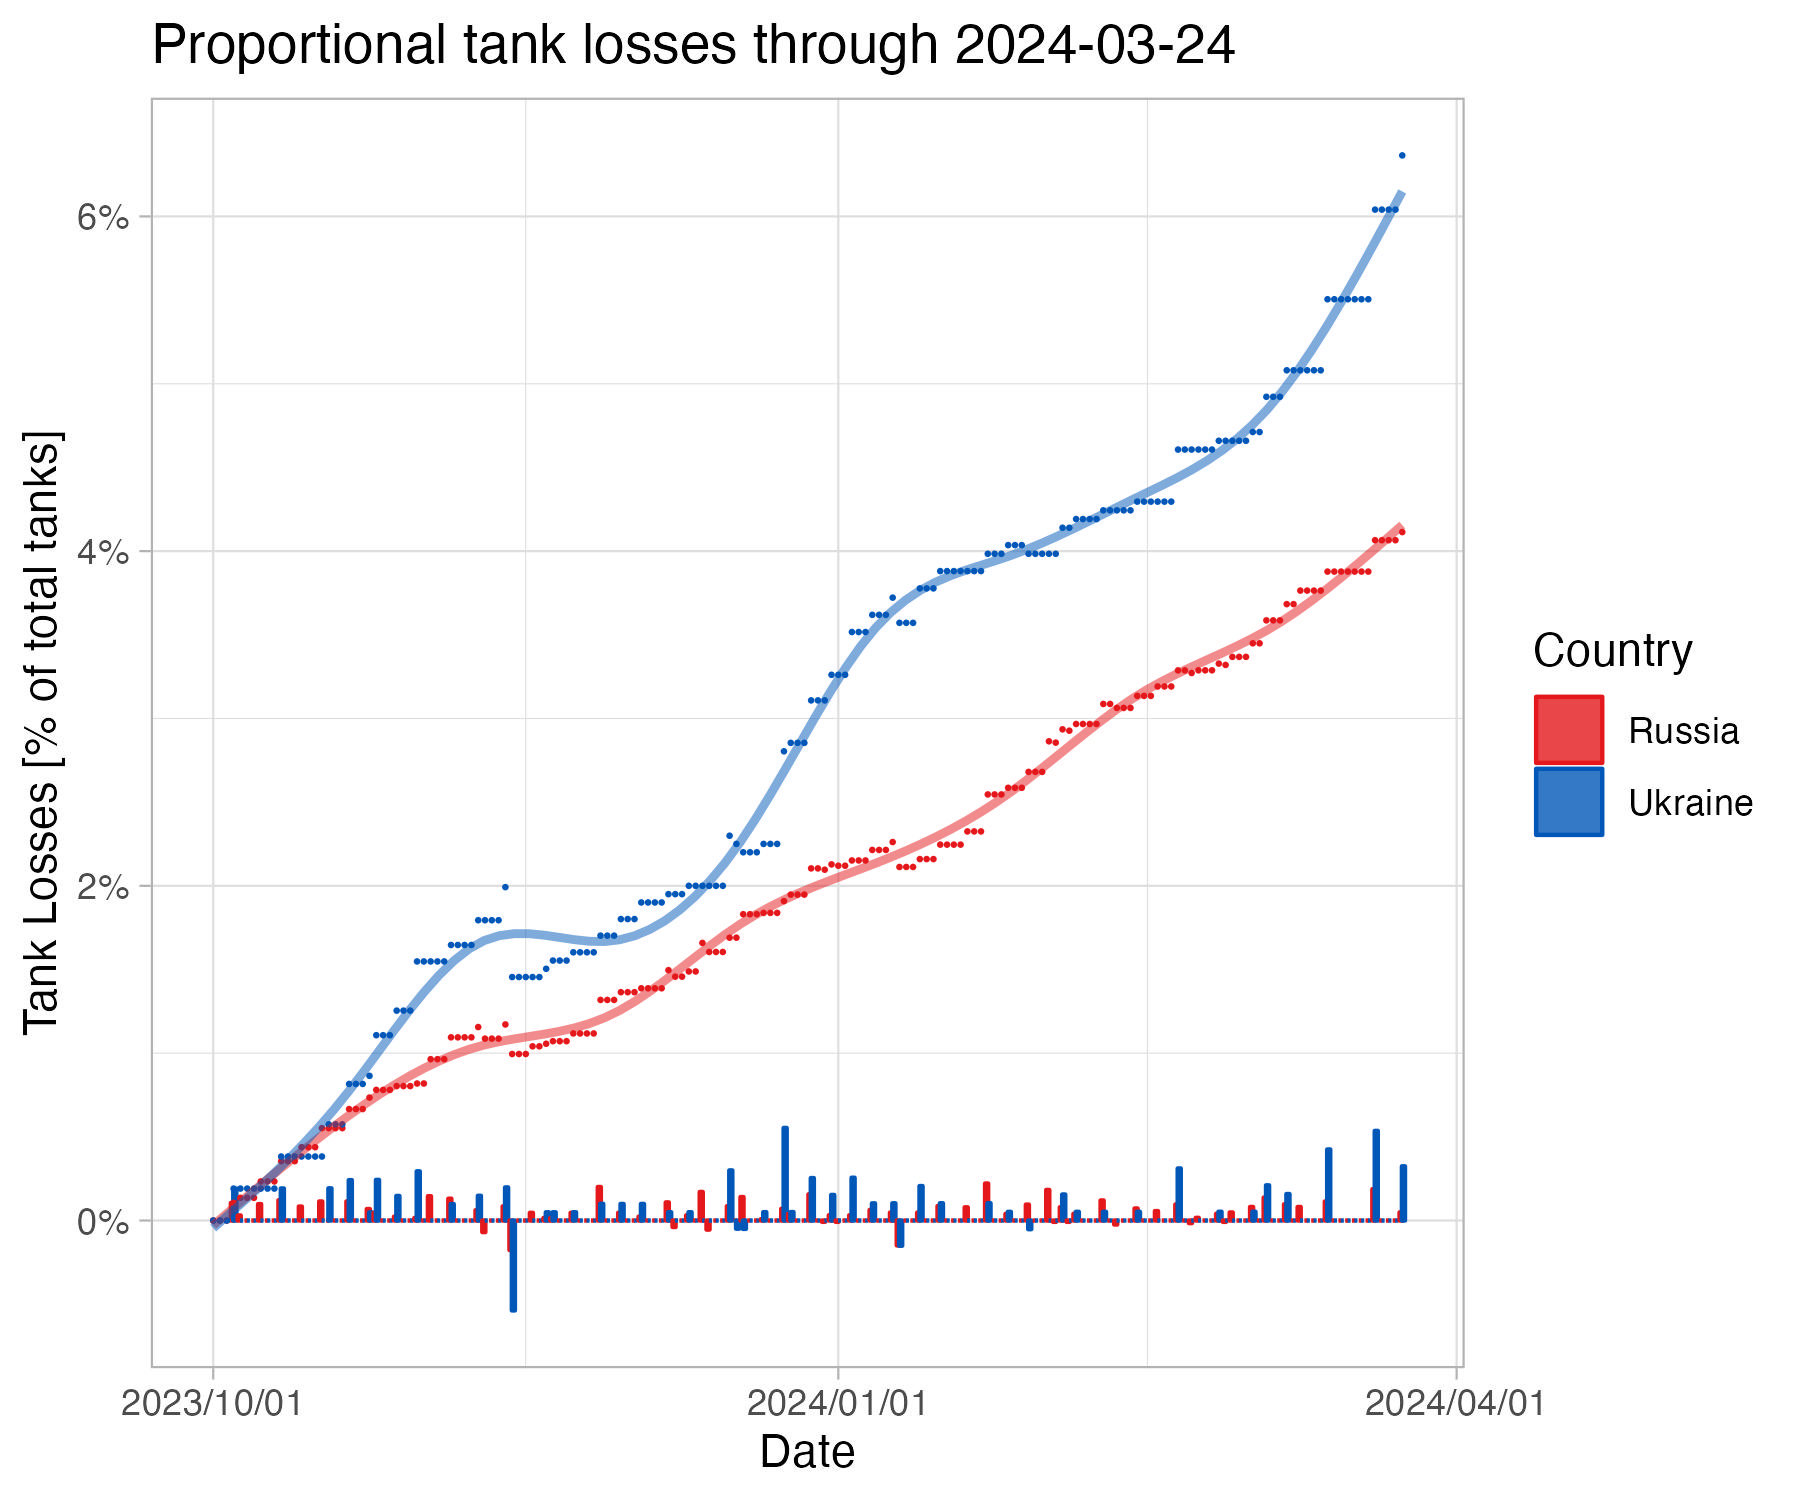 Proportional tank losses through 2024-03-24
Tank Losses [% of total tanks]
6%
4%
2%
0%
2023/10/01
2024/01/01
2024/04/01
Date
Country
Russia
Ukraine